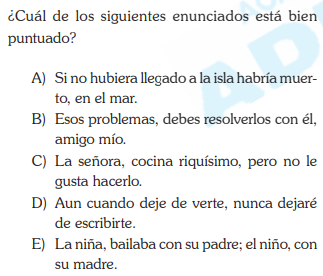 ¿Cuál de los siguientes enunciados está bien
puntuado?
A) Si no hubiera llegado a la isla habría muer-
to, en el mar.
B) Esos problemas, debes resolverlos con él,
amigo mío.
C) La señora, cocina riquísimo, pero no le
gusta hacerlo.
D) Aun cuando deje de verte, nunca dejaré
de escribirte.
E) La niña, bailaba con su padre; el niño, con
su madre.